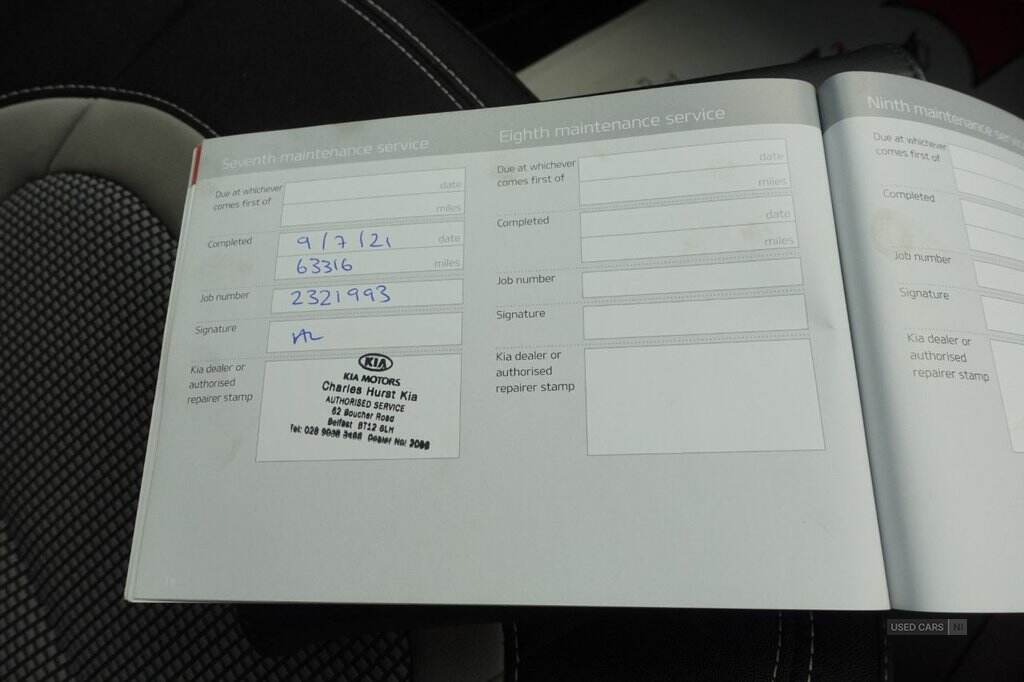 Seventh maintenance service
Due at whichever
comes first of
date
miles
Completed
9/7/21 date
63316 miles
Job number
2321993
Signature
Kia dealer or
authorised
repairer stamp
KIA
KIA MOTORS
Charles Hurst Kia
AUTHORISED SERVICE
62 Boucher Road
Belfast BT12 6LH
Tel: 028
Eighth maintenance service
Due at whichever
comes first of
date
miles
Completed
date
miles
Job number
Signature
Kia dealer or
authorised
repairer stamp
Ninth maintenance
Due at whichever
comes first of
Completed
Job number
Signature
Kia dealer or
authorised
repairer stamp
USED CARS NI